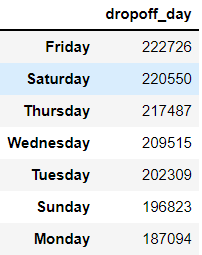 dropoff_day
Friday 222726
Saturday 220550
Thursday 217487
Wednesday 209515
Tuesday 202309
Sunday 196823
Monday 187094